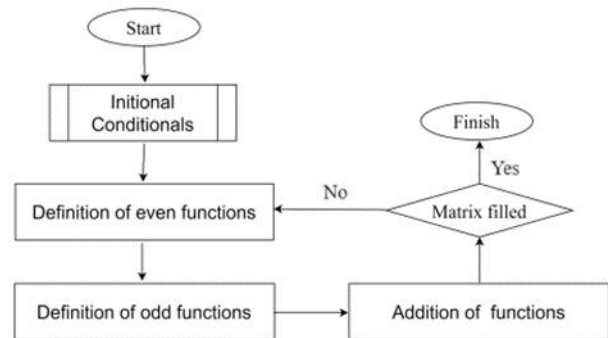 Start
Initional
Conditionals
Finish
Yes
No
Definition of even functions
Matrix filled
Definition of odd functions
Addition of functions